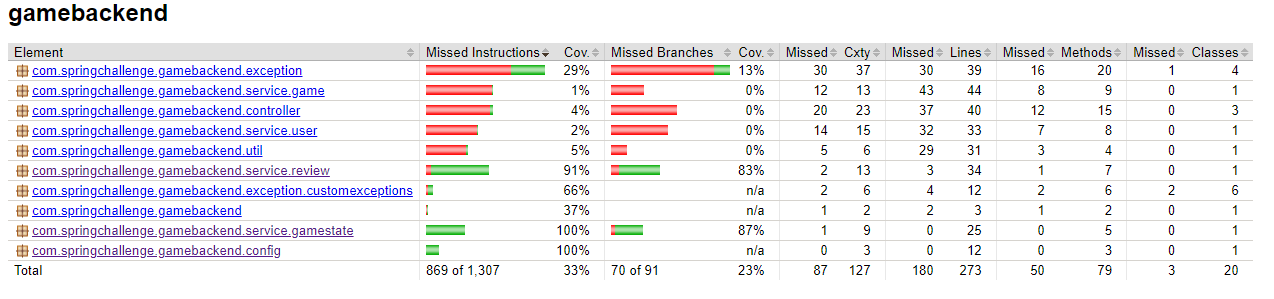 gamebackend
Element Missed Instructions Cov. Missed Branches Cov. Missed Cxty Missed Lines Missed Methods Missed Classes
com.springchallenge.gamebackend.exception 29% 13% 30 37 30 39 16 20 1 4
com.springchallenge.gamebackend.service.game 1% 0% 12 13 43 44 8 9 0 1
com.springchallenge.gamebackend.controller 4% 0% 20 23 37 40 12 15 0 3
com.springchallenge.gamebackend.service.user 2% 0% 14 15 32 33 7 8 0 1
com.springchallenge.gamebackend.util 5% 0% 5 6 29 31 3 4 0 1
com.springchallenge.gamebackend.service.review 91% 83% 2 13 3 34 1 7 0 1
com.springchallenge.gamebackend.exception.customexceptions 66% n/a 2 6 4 12 2 6 2 6
com.springchallenge.gamebackend 37% n/a 1 2 2 3 1 2 0 1
com.springchallenge.gamebackend.service.gamestate 100% 87% 1 9 0 25 0 5 0 1
com.springchallenge.gamebackend.config 100% n/a 0 3 0 12 0 3 0 1
Total 869 of 1,307 33% 70 of 91 23% 87 127 180 273 50 79 3 20